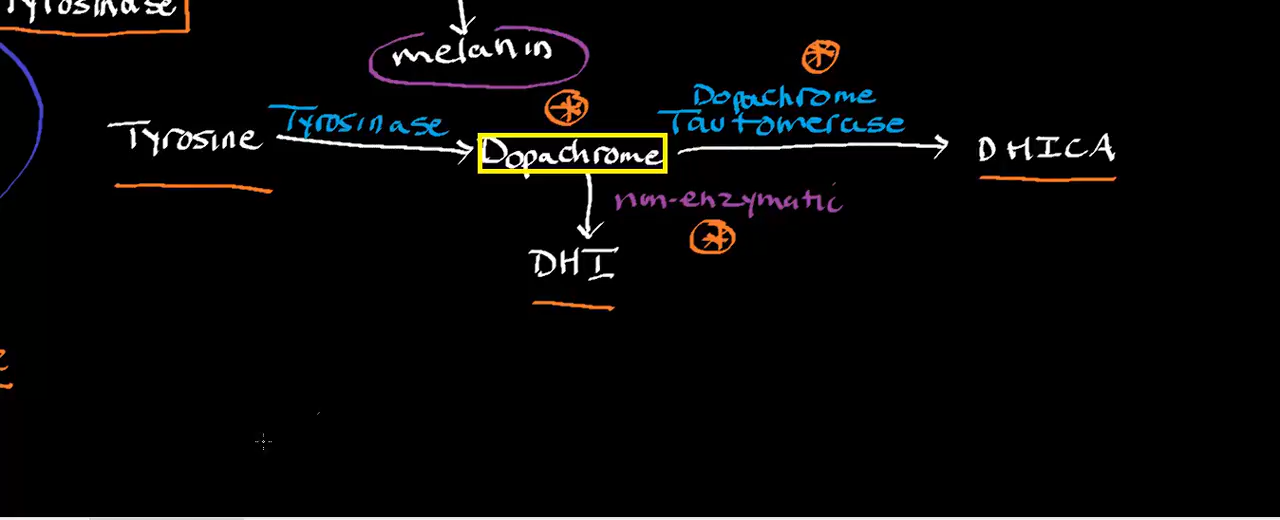 Tyrosinase
melanin
Tyrosine
Tyrosinase
Dopachrome
Dopachrome
Tautomerase
DHICA
non-enzymatic
DHI